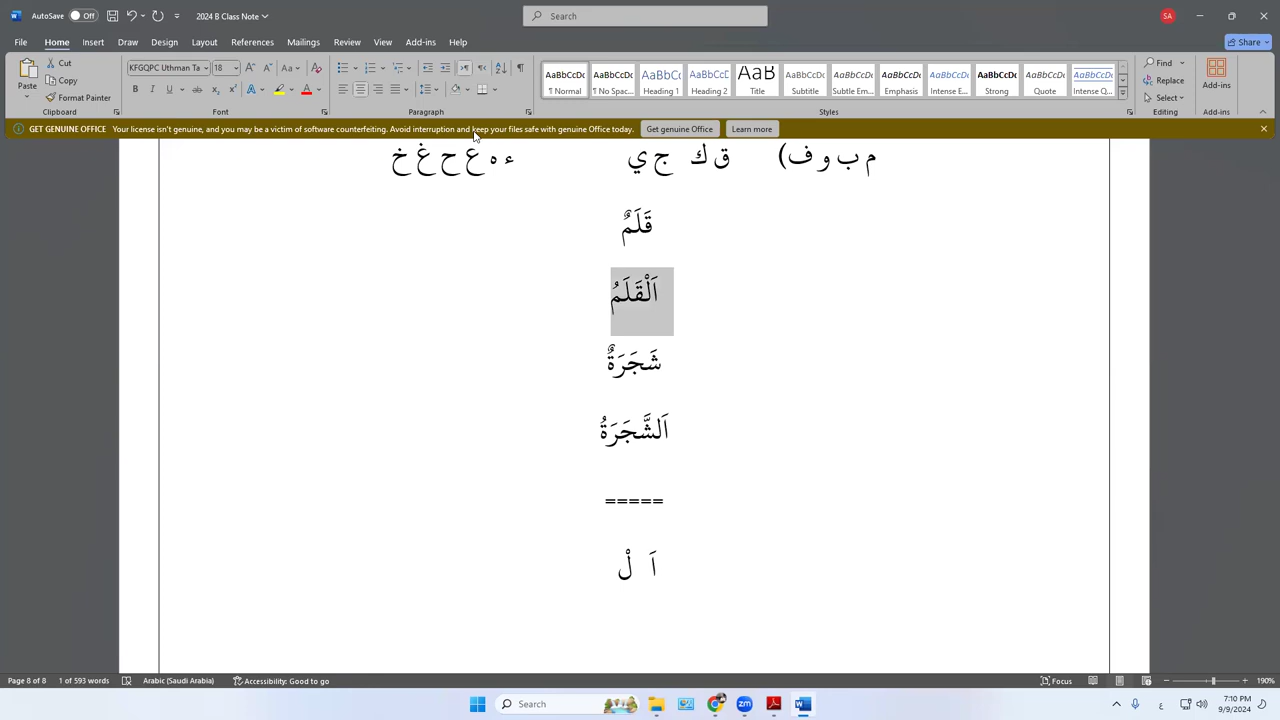 AutoSave Off 2024 B Class Note Search SA
File Home Insert Draw Design Layout References Mailings Review View Add-ins Help Share
Paste Cut Copy Format Painter Clipboard
KFGQPC Uthman Ta 18 Font
Paragraph
AaBbCcDc AaBbCcDc AaBbCc AaBbCcDc AaB AaBbCcDc AaBbCcDc AaBbCcDc AaBbCcDc AaBbCcDc AaBbCcDc AaBbCcDc
¶ Normal ¶ No Spac... Heading 1 Heading 2 Title Subtitle Subtle Em... Emphasis Intense E... Strong Quote Intense Q...
Styles
Find Replace Select Editing
Add-ins Add-ins
GET GENUINE OFFICE Your license isn't genuine, and you may be a victim of software counterfeiting. Avoid interruption and keep your files safe with genuine Office today. Get genuine Office Learn more
م ب و ف) ق ك ج ي ء ه ع ح غ خ
قَلَمٌ
اَلْقَلَمُ
شَجَرَةٌ
اَلشَّجَرَةُ
=====
اَ لْ
Page 8 of 8 1 of 593 words Arabic (Saudi Arabia) Accessibility: Good to go Focus 190%
Search ع 7:10 PM
9/9/2024